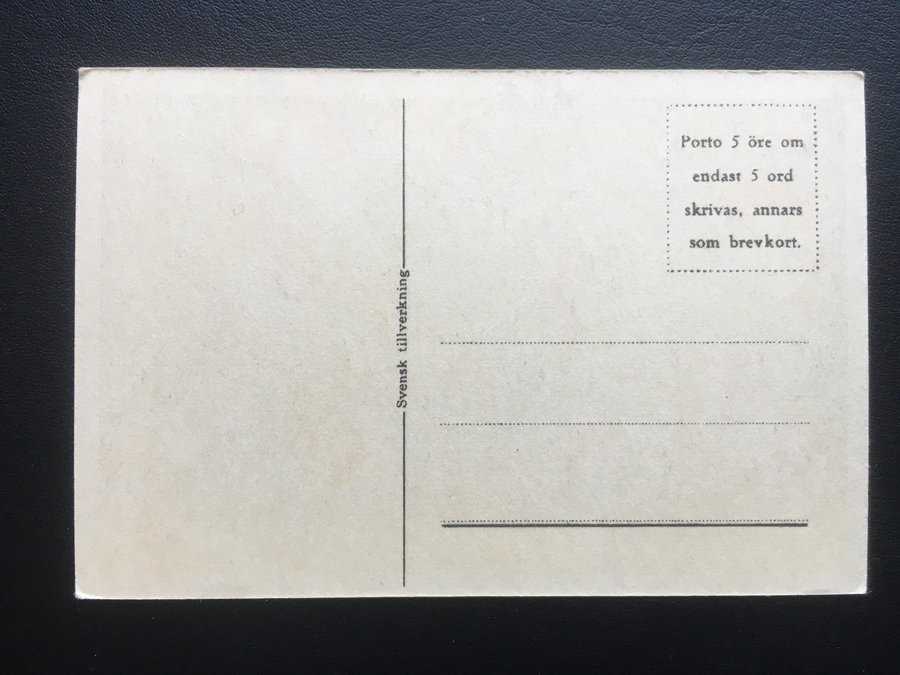 Porto 5 öre om
endast 5 ord
skrivas, annars
som brevkort.
Svensk tillverkning